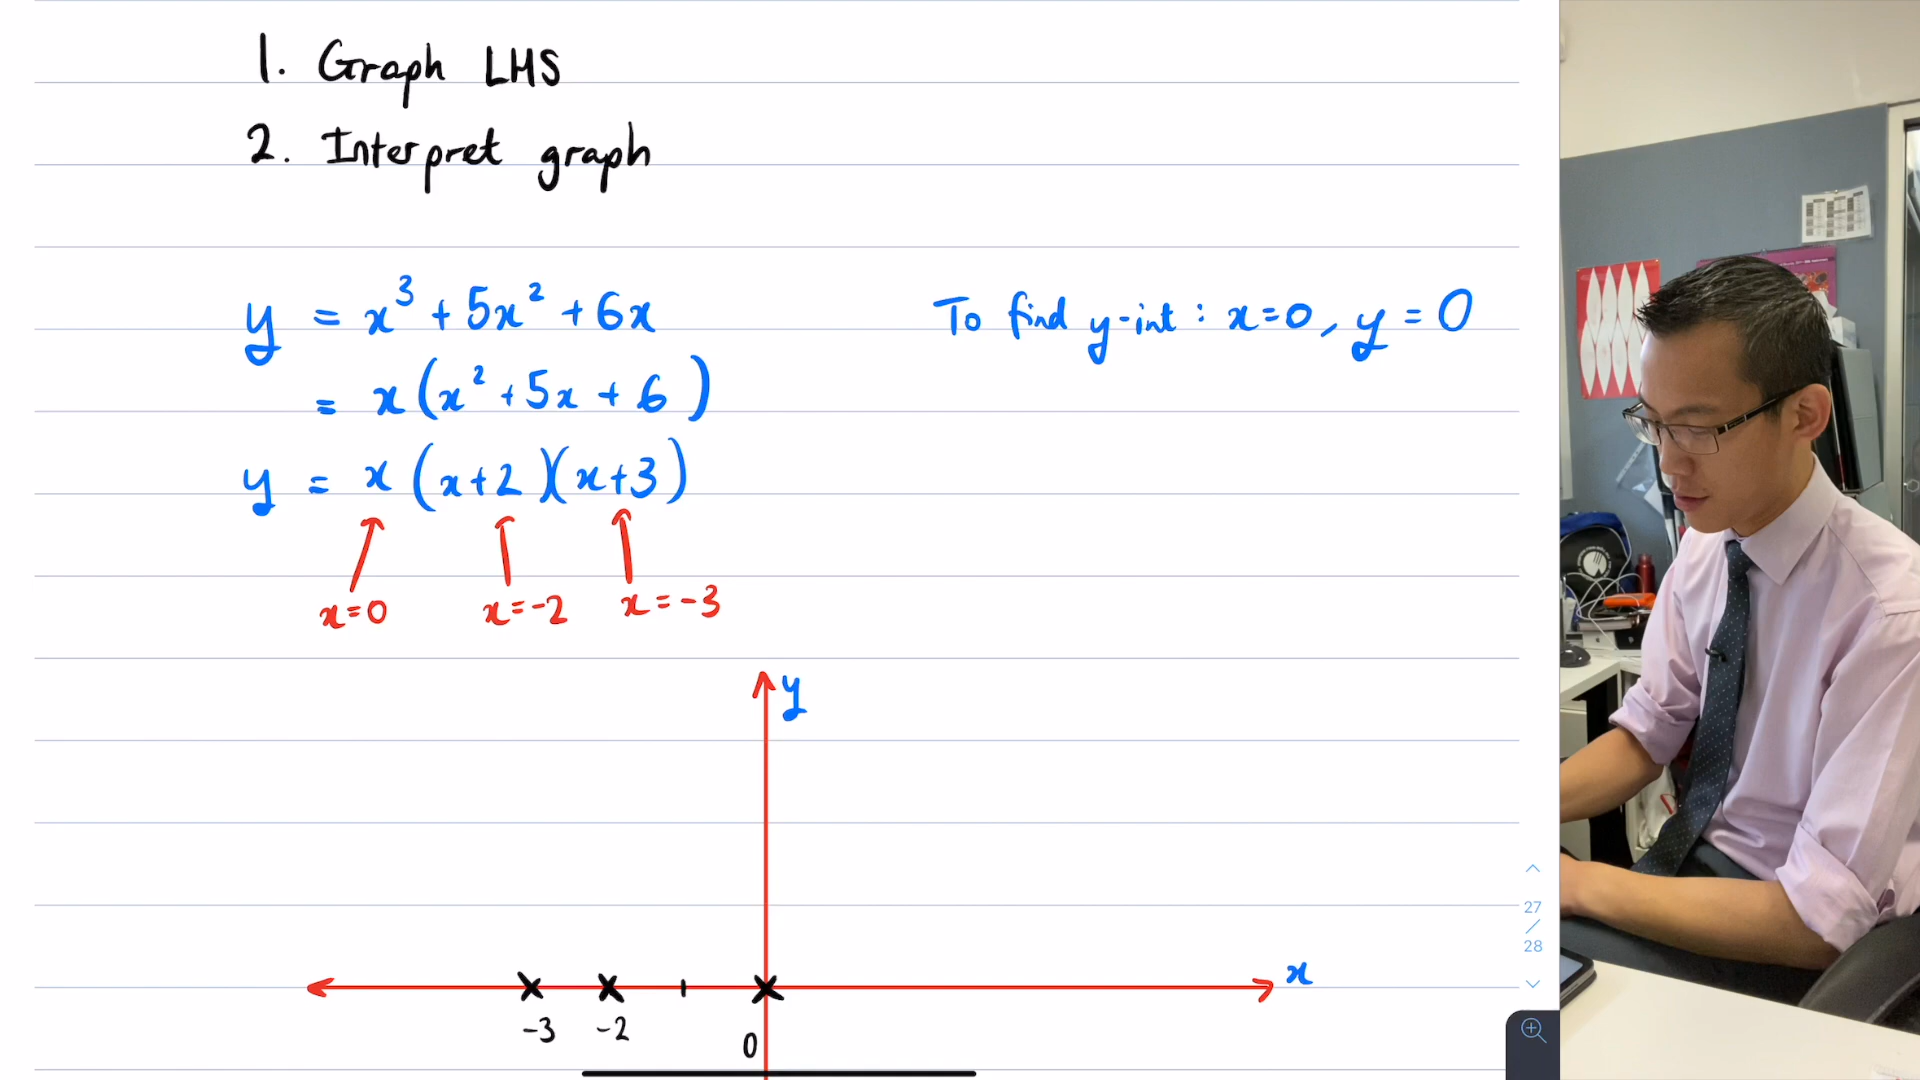 1. Graph LHS
2. Interpret graph
y = x³ + 5x² + 6x
= x(x² + 5x + 6)
y = x(x+2)(x+3)
x=0 x=-2 x=-3
To find y-int : x=0, y=0
y
x
-3 -2 0
27
/
28